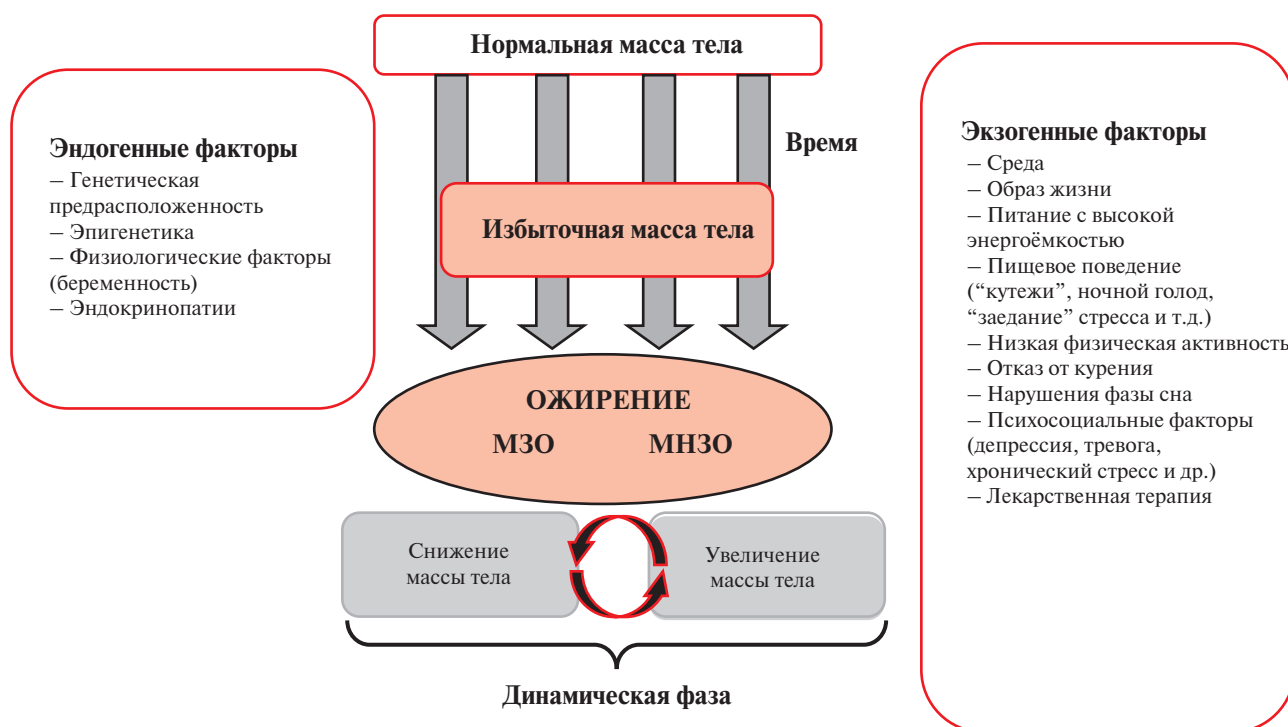 Нормальная масса тела
Эндогенные факторы
– Генетическая
предрасположенность
– Эпигенетика
– Физиологические факторы
(беременность)
– Эндокринопатии
Время
Избыточная масса тела
ОЖИРЕНИЕ
МЗО МНЗО
Снижение
массы тела
Увеличение
массы тела
Динамическая фаза
Экзогенные факторы
– Среда
– Образ жизни
– Питание с высокой
энергоёмкостью
– Пищевое поведение
(“кутежи”, ночной голод,
“заедание” стресса и т.д.)
– Низкая физическая активность
– Отказ от курения
– Нарушения фазы сна
– Психосоциальные факторы
(депрессия, тревога,
хронический стресс и др.)
– Лекарственная терапия